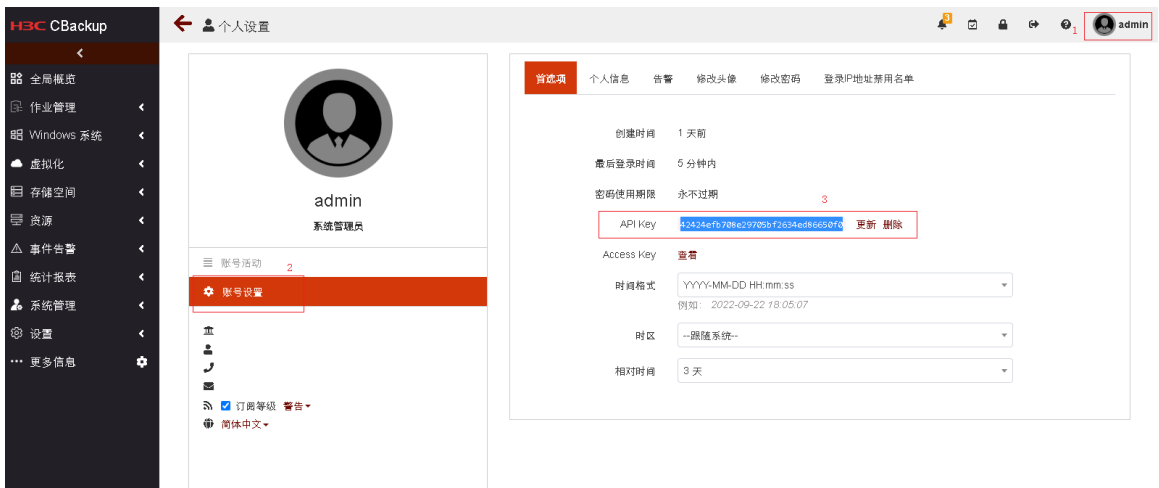 H3C CBackup
个人设置
3
1
admin
全局概览
作业管理
Windows 系统
虚拟化
存储空间
资源
事件告警
统计报表
系统管理
设置
更多信息
admin
系统管理员
账号活动
2
账号设置
订阅等级 警告
简体中文
首选项 个人信息 告警 修改头像 修改密码 登录IP地址禁用名单
创建时间 1 天前
最后登录时间 5 分钟内
密码使用期限 永不过期
3
API Key 42424efb708e29705bf2634ed86650f0 更新 删除
Access Key 查看
时间格式 YYYY-MM-DD HH:mm:ss
例如: 2022-09-22 18:05:07
时区 --跟随系统--
相对时间 3 天